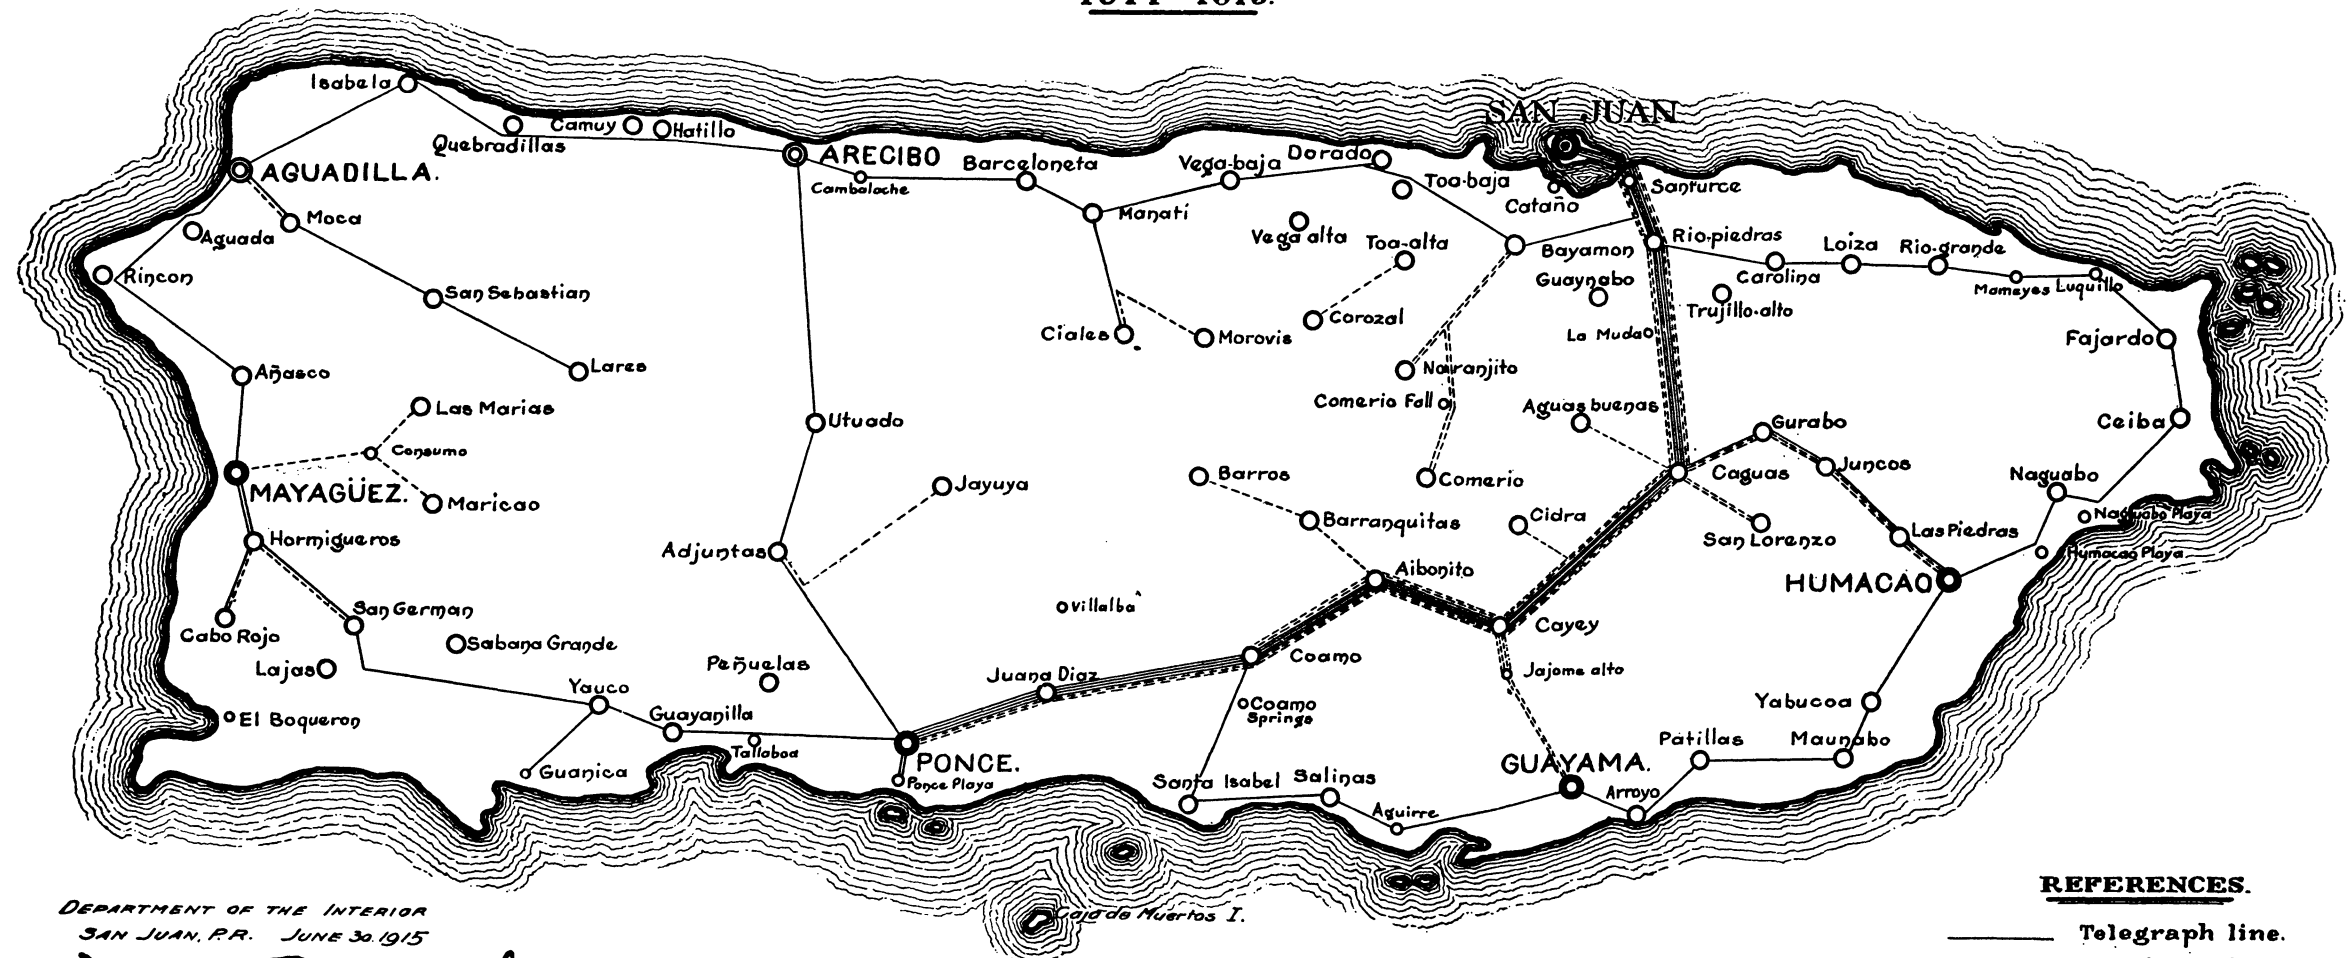 Isabela
SAN JUAN
Camuy
Hatillo
Quebradillas
ARECIBO
Barceloneta
Vega-baja
Dorado
AGUADILLA.
Cambalache
Toa-baja
Santurce
Cataño
Moca
Manatí
Aguada
Vega alta
Toa-alta
Bayamon
Rio-piedras
Loiza
Rio-grande
Rincon
Carolina
Guaynabo
Mameyes
Luquillo
San Sebastian
Trujillo-alto
Corozal
Ciales
Morovis
La Muda
Fajardo
Añasco
Lares
Naranjito
Las Marias
Comerio Fall
Aguas buenas
Utuado
Gurabo
Ceiba
Consumo
Juncos
MAYAGÜEZ.
Jayuya
Barros
Comerio
Caguas
Naguabo
Maricao
Cidra
Naguabo Playa
Hormigueros
Adjuntas
Barranquitas
San Lorenzo
Las Piedras
Humacao Playa
Aibonito
HUMACAO
San German
Villalba
Cabo Rojo
Sabana Grande
Cayey
Lajas
Peñuelas
Juana Diaz
Coamo
Jajome alto
Yauco
El Boqueron
Guayanilla
Coamo
Springs
Yabucoa
Tallaboa
Patillas
Maunabo
PONCE.
GUAYAMA.
Guanica
Ponce Playa
Santa Isabel
Salinas
Arroyo
Aguirre
REFERENCES.
DEPARTMENT OF THE INTERIOR
Caja de Muertos I.
SAN JUAN, P.R. JUNE 30. 1915
Telegraph line.